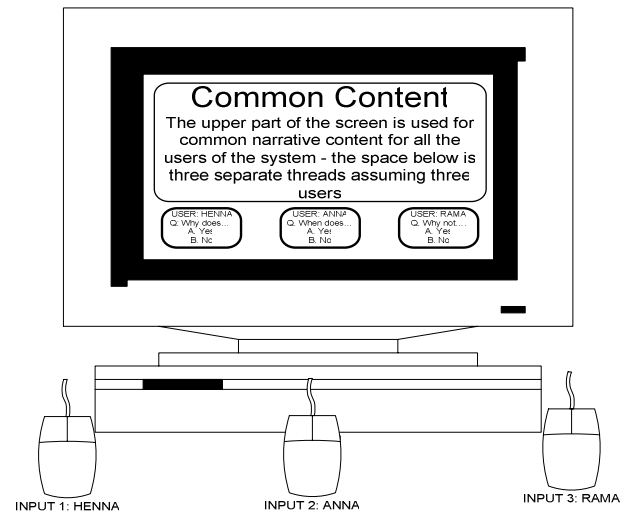 Common Content
The upper part of the screen is used for
common narrative content for all the
users of the system - the space below is
three separate threads assuming three
users
USER: HENNA
Q: Why does...
A. Yes
B. No
USER: ANNA
Q: When does...
A. Yes
B. No
USER: RAMA
Q: Why not....
A. Yes
B. No
INPUT 1: HENNA
INPUT 2: ANNA
INPUT 3: RAMA